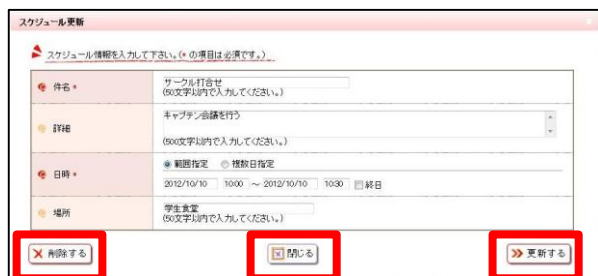 スケジュール更新
スケジュール情報を入力して下さい。(* の項目は必須です。)
件名 *
サークル打合せ
(50文字以内で入力してください。)
詳細
キャプテン会議を行う
(500文字以内で入力してください。)
日時 *
範囲指定 複数日指定
2012/10/10 10:00 ～ 2012/10/10 10:30 終日
場所
学生食堂
(50文字以内で入力してください。)
削除する 閉じる 更新する